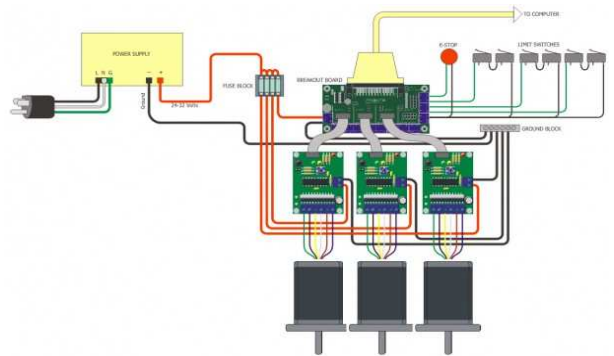 TO COMPUTER
POWER SUPPLY
E-STOP
LIMIT SWITCHES
L N G
− +
FUSE BLOCK
BREAKOUT BOARD
Ground
24-32 Volts
GROUND BLOCK